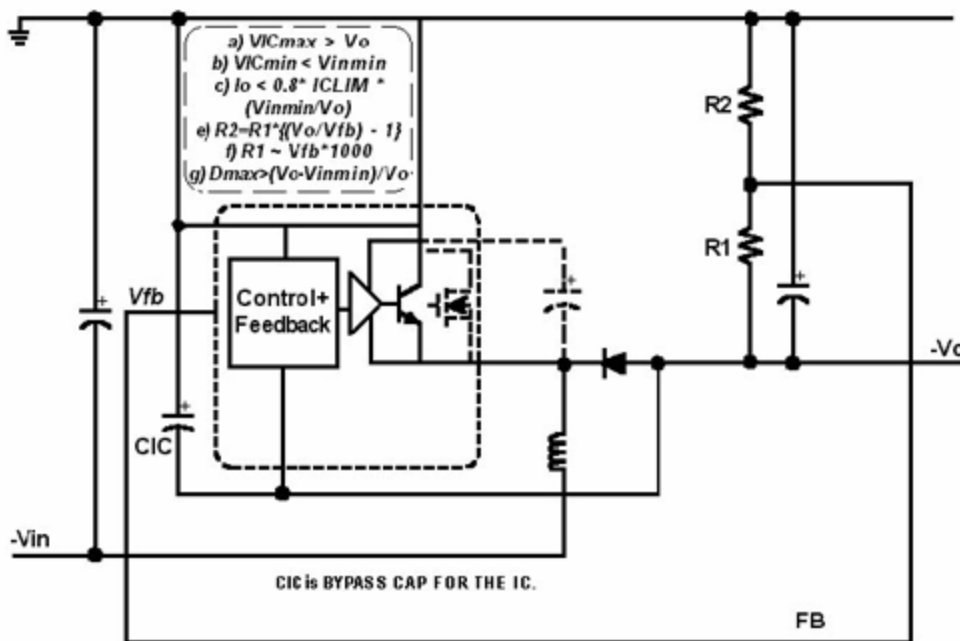 a) VICmax > Vo
b) VICmin < Vinmin
c) Io < 0.8* ICLIM *
(Vinmin/Vo)
e) R2=R1*{(Vo/Vfb) - 1}
f) R1 ~ Vfb*1000
g) Dmax>(Vo-Vinmin)/Vo
R2
R1
Vfb
Control+
Feedback
+
+
+
+
-Vo
CIC
-Vin
CIC is BYPASS CAP FOR THE IC.
FB